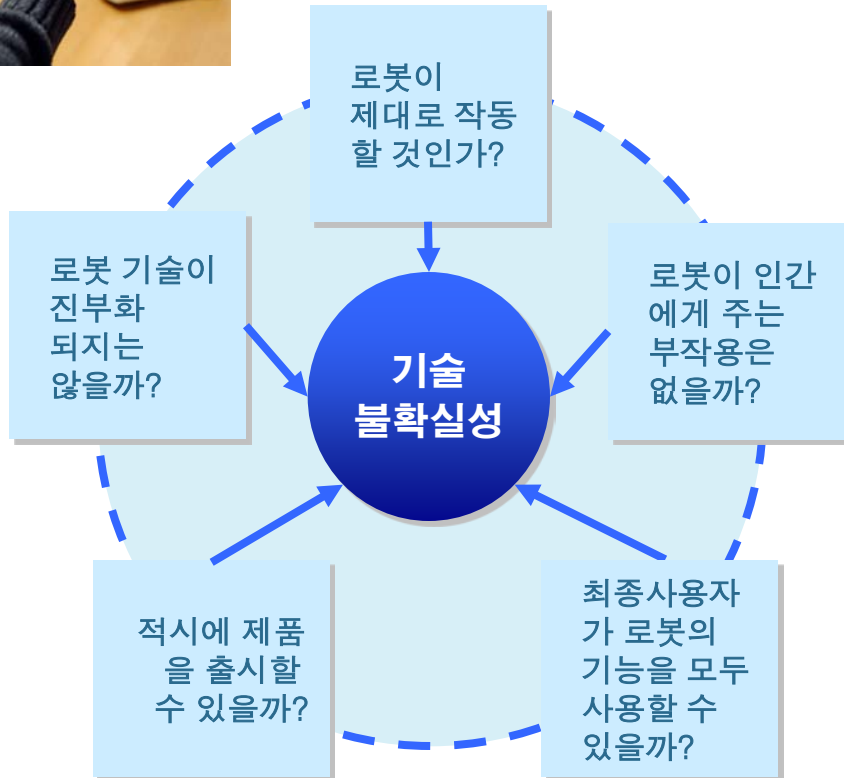 로봇이
제대로 작동
할 것인가?
로봇 기술이
진부화
되지는
않을까?
로봇이 인간
에게 주는
부작용은
없을까?
기술
불확실성
적시에 제품
을 출시할
수 있을까?
최종사용자
가 로봇의
기능을 모두
사용할 수
있을까?